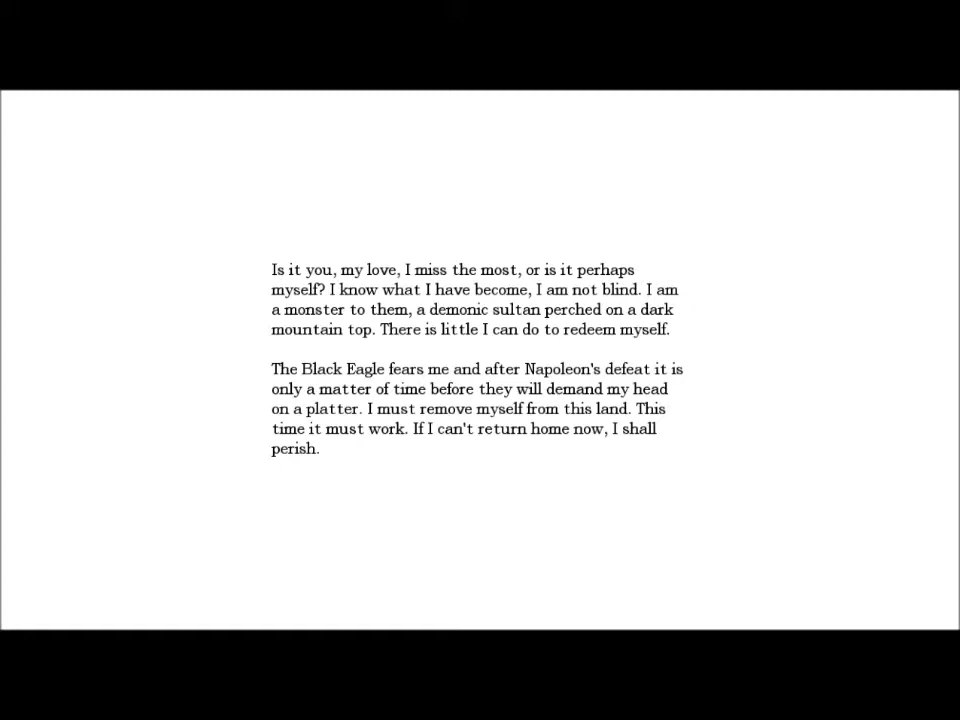 Is it you, my love, I miss the most, or is it perhaps
myself? I know what I have become, I am not blind. I am
a monster to them, a demonic sultan perched on a dark
mountain top. There is little I can do to redeem myself.
The Black Eagle fears me and after Napoleon's defeat it is
only a matter of time before they will demand my head
on a platter. I must remove myself from this land. This
time it must work. If I can't return home now, I shall
perish.